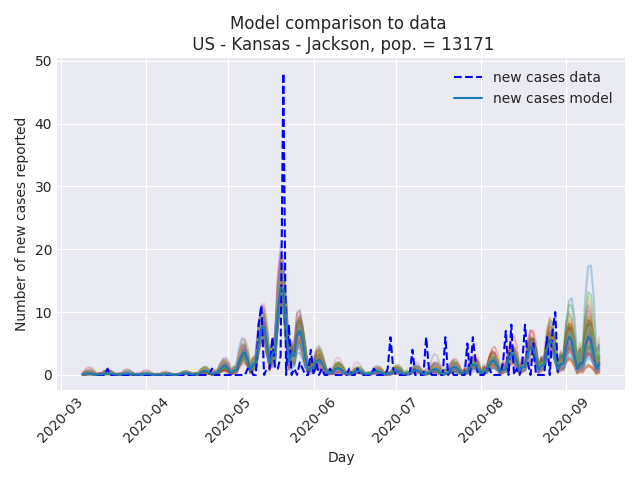 Model comparison to data
US - Kansas - Jackson, pop. = 13171
new cases data
new cases model
Number of new cases reported
50
40
30
20
10
0
2020-03
2020-04
2020-05
2020-06
2020-07
2020-08
2020-09
Day